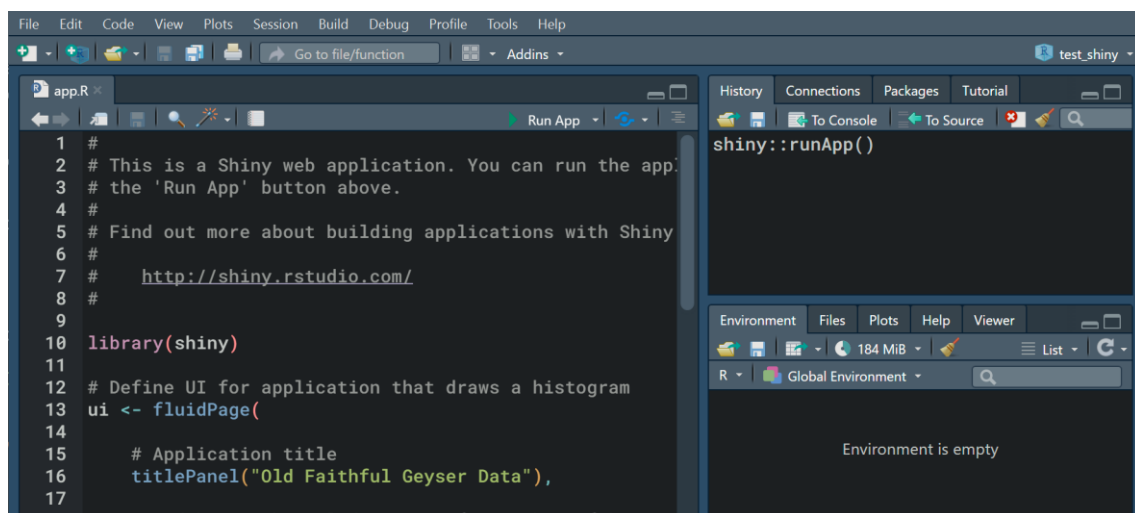 File Edit Code View Plots Session Build Debug Profile Tools Help
Go to file/function Addins test_shiny
app.R
Run App
1 #
2 # This is a Shiny web application. You can run the app
3 # the 'Run App' button above.
4 #
5 # Find out more about building applications with Shiny
6 #
7 #    http://shiny.rstudio.com/
8 #
9
10 library(shiny)
11
12 # Define UI for application that draws a histogram
13 ui <- fluidPage(
14
15     # Application title
16     titlePanel("Old Faithful Geyser Data"),
17
History Connections Packages Tutorial
To Console To Source
shiny::runApp()
Environment Files Plots Help Viewer
184 MiB List
R Global Environment
Environment is empty